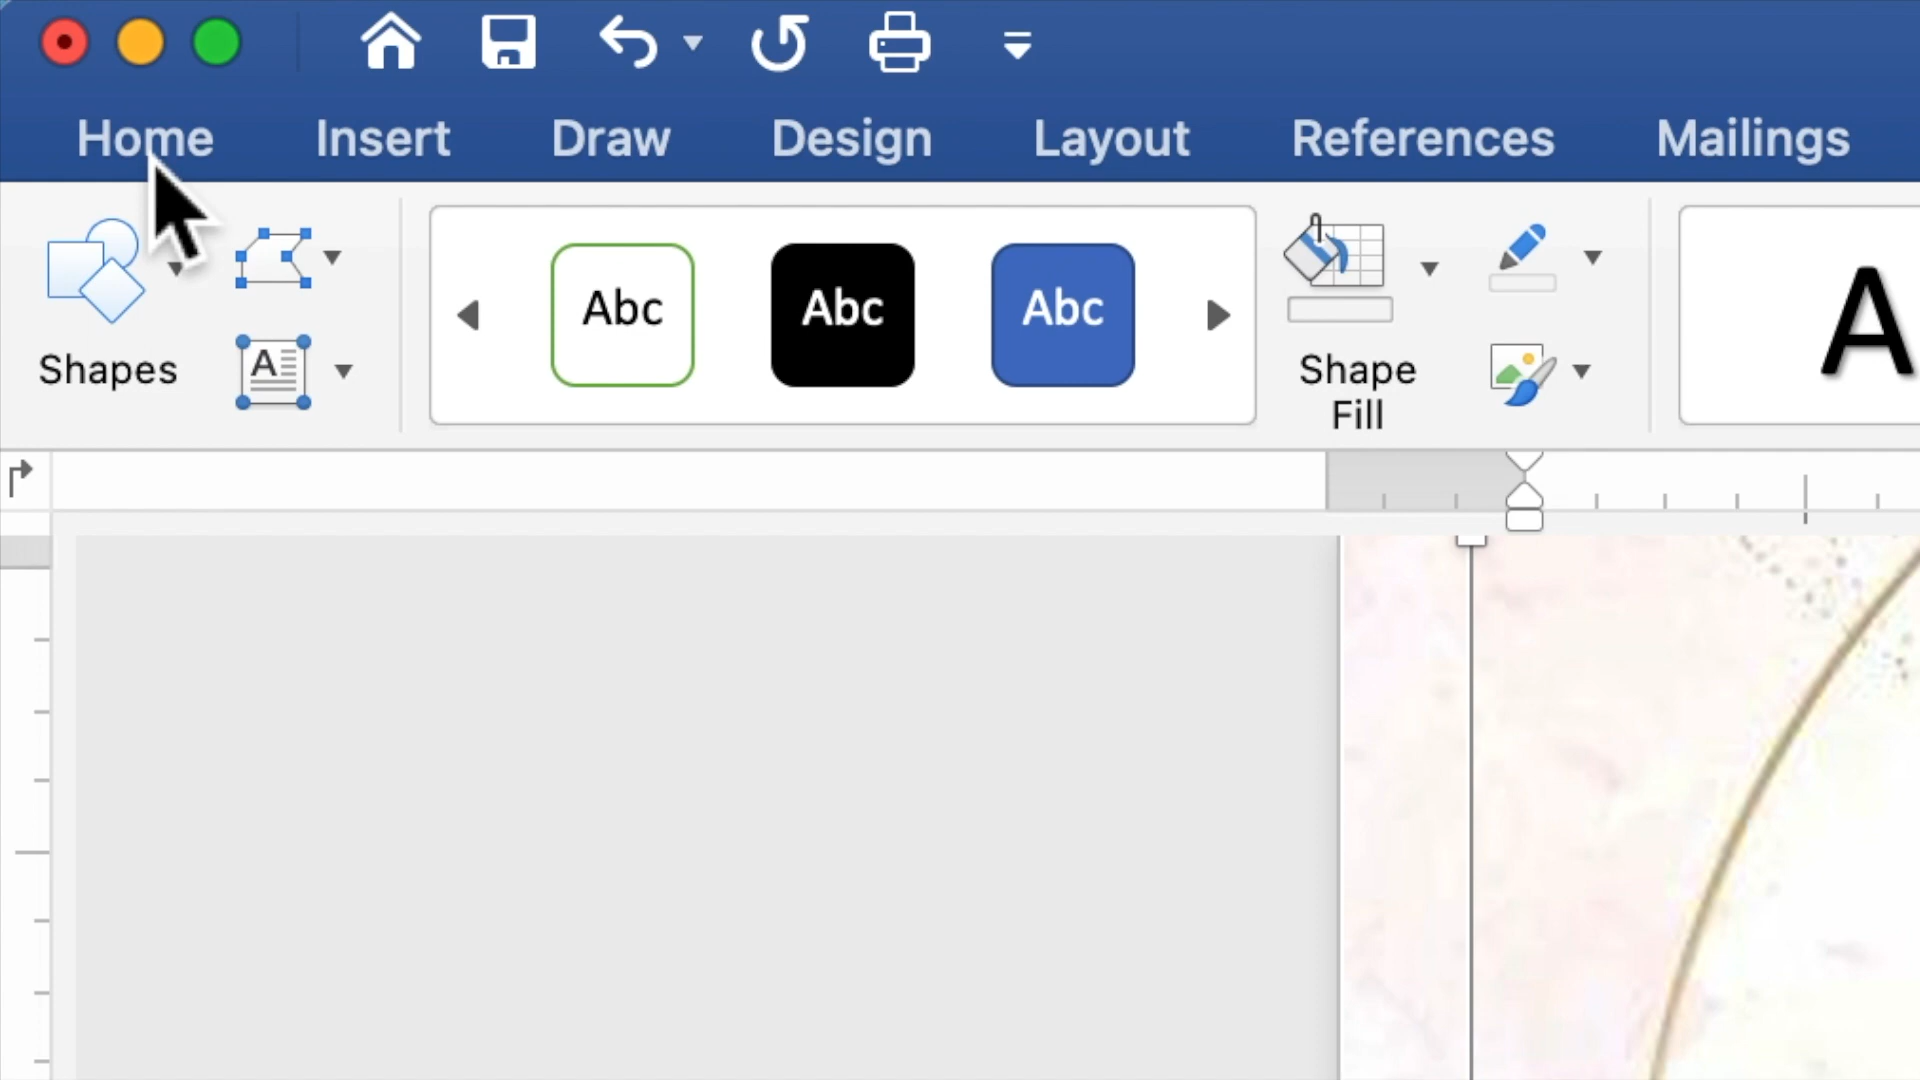 Home Insert Draw Design Layout References Mailings
Abc Abc Abc
A
A
Shapes
Shape
Fill